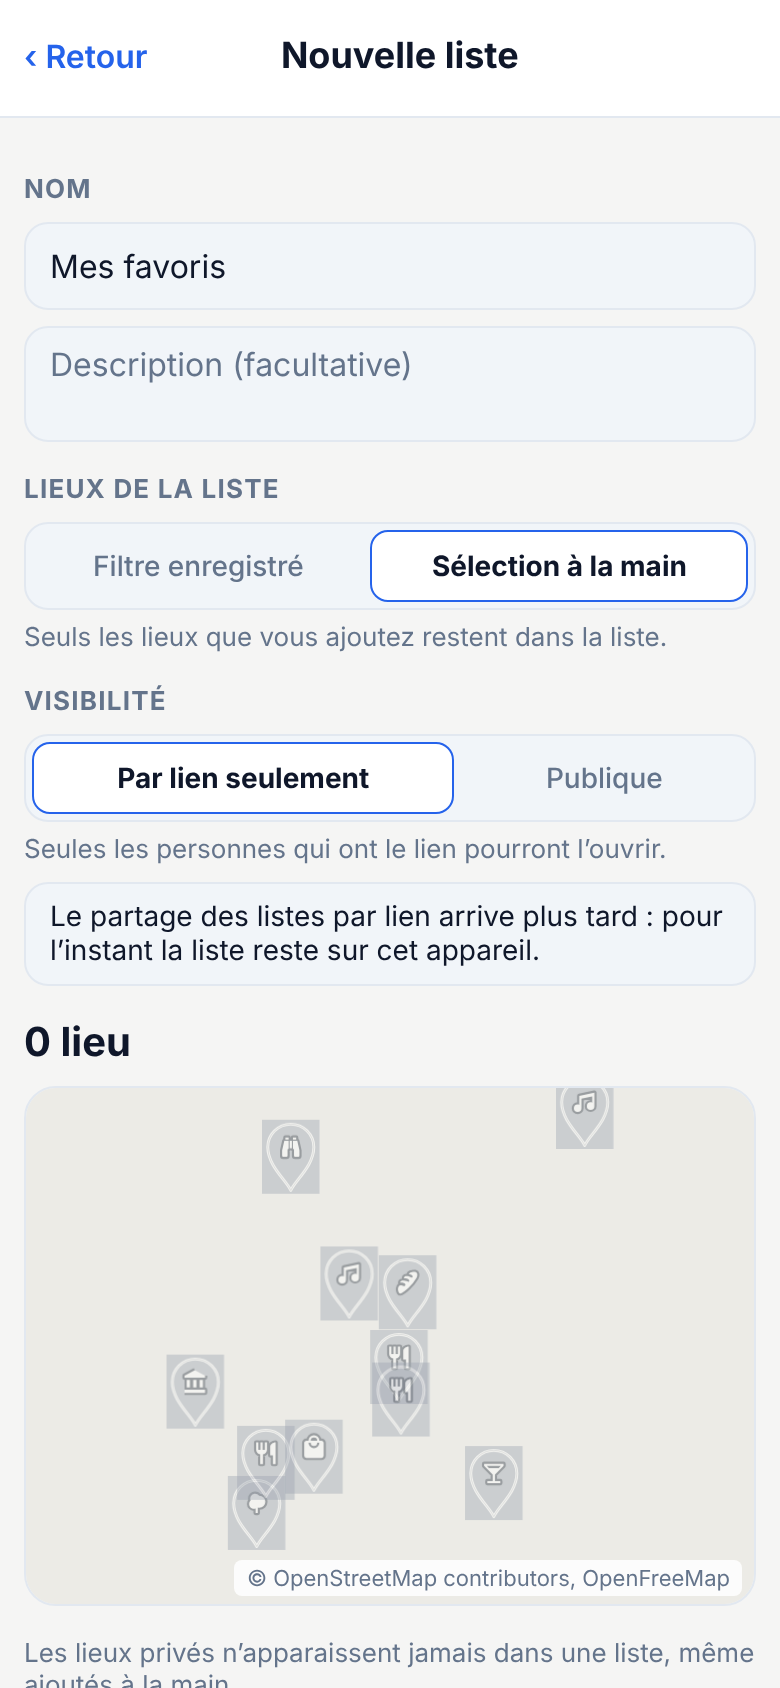 ‹ Retour
Nouvelle liste
NOM
Mes favoris
Description (facultative)
LIEUX DE LA LISTE
Filtre enregistré
Sélection à la main
Seuls les lieux que vous ajoutez restent dans la liste.
VISIBILITÉ
Par lien seulement
Publique
Seules les personnes qui ont le lien pourront l’ouvrir.
Le partage des listes par lien arrive plus tard : pour
l’instant la liste reste sur cet appareil.
0 lieu
© OpenStreetMap contributors, OpenFreeMap
Les lieux privés n’apparaissent jamais dans une liste, même
ajoutés à la main.